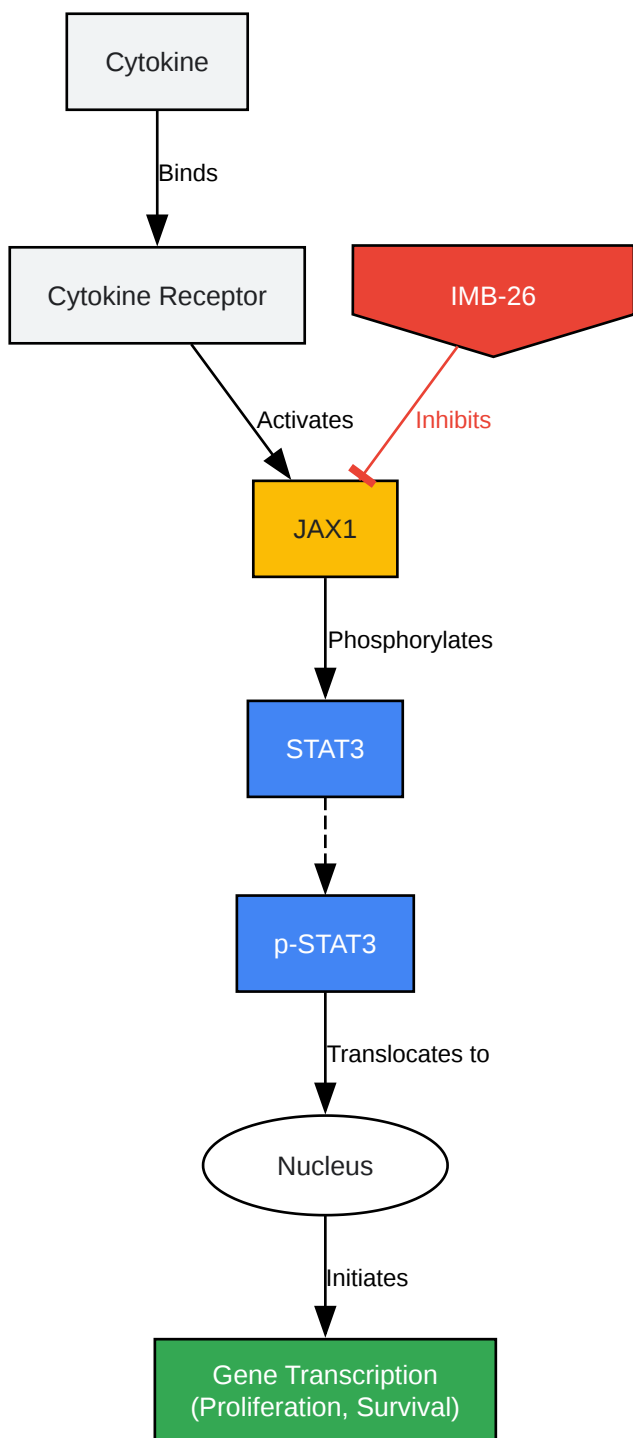 Cytokine
Binds
Cytokine Receptor
IMB-26
Activates
Inhibits
JAX1
Phosphorylates
STAT3
p-STAT3
Translocates to
Nucleus
Initiates
Gene Transcription
(Proliferation, Survival)